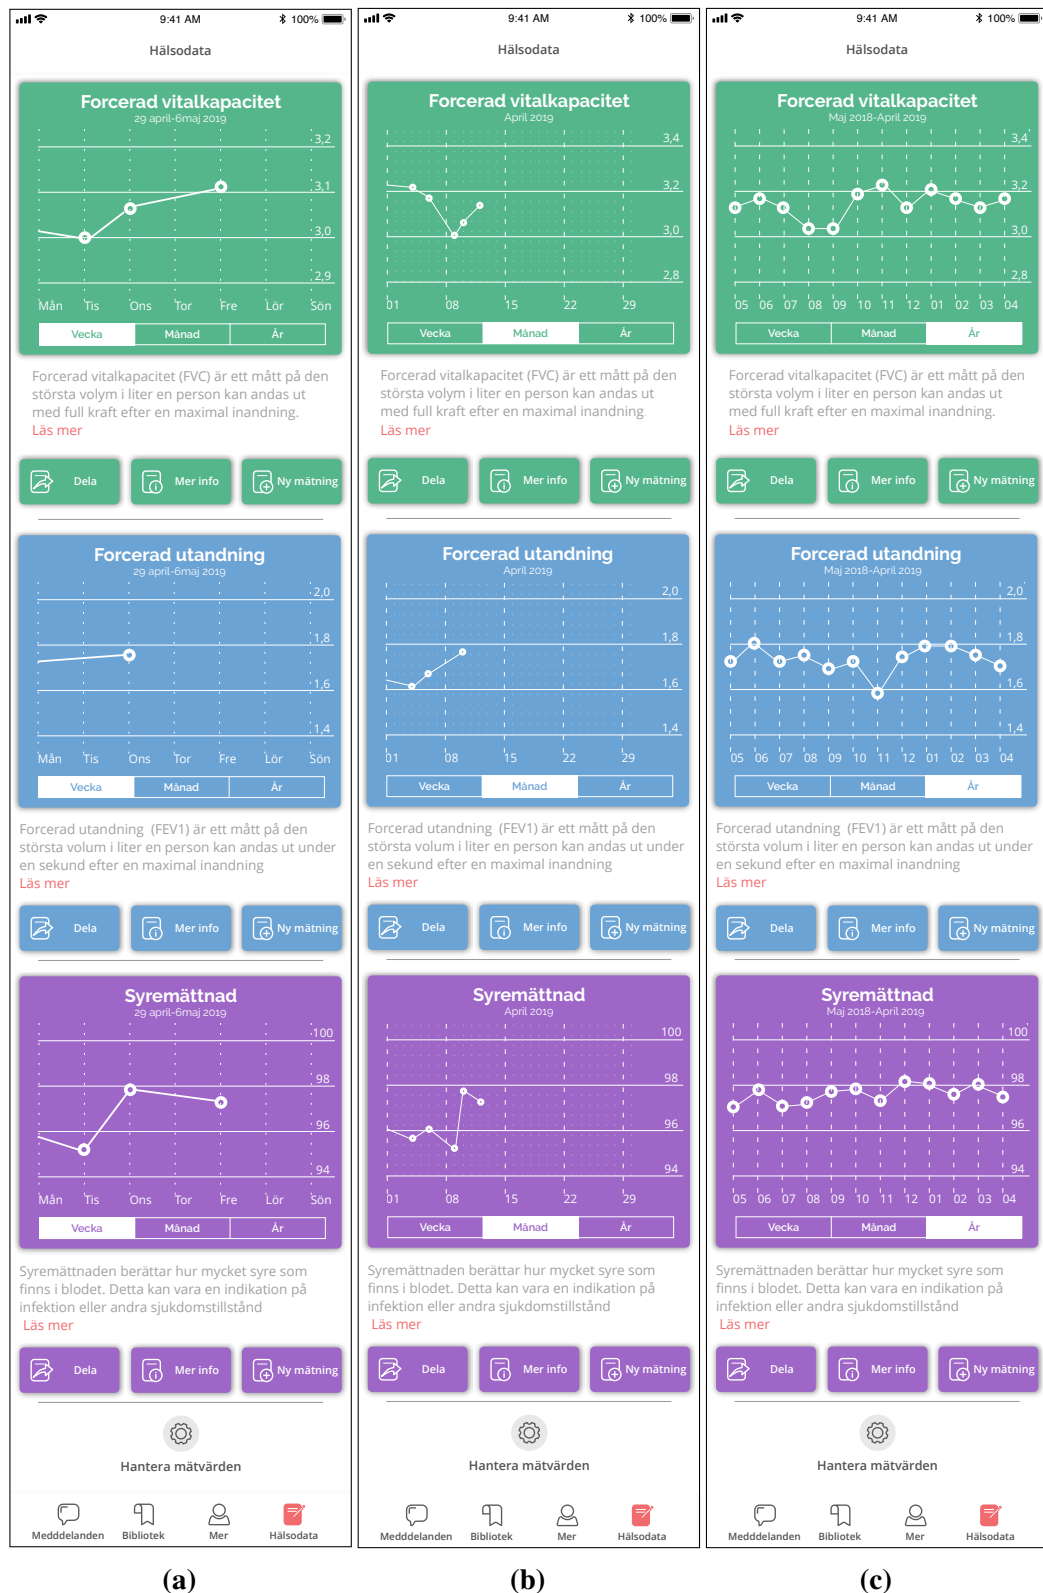 9:41 AM
100%
Hälsodata
Forcerad vitalkapacitet
29 april-6maj 2019
3,2
3,1
3,0
2,9
Mån Tis Ons Tor Fre Lör Sön
Vecka Månad År
Forcerad vitalkapacitet (FVC) är ett mått på den
största volym i liter en person kan andas ut
med full kraft efter en maximal inandning.
Läs mer
Dela Mer info Ny mätning
Forcerad utandning
29 april-6maj 2019
2,0
1,8
1,6
1,4
Mån Tis Ons Tor Fre Lör Sön
Vecka Månad År
Forcerad utandning (FEV1) är ett mått på den
största volum i liter en person kan andas ut under
en sekund efter en maximal inandning
Läs mer
Dela Mer info Ny mätning
Syremättnad
29 april-6maj 2019
100
98
96
94
Mån Tis Ons Tor Fre Lör Sön
Vecka Månad År
Syremättnaden berättar hur mycket syre som
finns i blodet. Detta kan vara en indikation på
infektion eller andra sjukdomstillstånd
Läs mer
Dela Mer info Ny mätning
Hantera mätvärden
Medddelanden Bibliotek Mer Hälsodata
(a)
9:41 AM
100%
Hälsodata
Forcerad vitalkapacitet
April 2019
3,4
3,2
3,0
2,8
01 08 15 22 29
Vecka Månad År
Forcerad vitalkapacitet (FVC) är ett mått på den
största volym i liter en person kan andas ut
med full kraft efter en maximal inandning
Läs mer
Dela Mer info Ny mätning
Forcerad utandning
April 2019
2,0
1,8
1,6
1,4
01 08 15 22 29
Vecka Månad År
Forcerad utandning (FEV1) är ett mått på den
största volum i liter en person kan andas ut under
en sekund efter en maximal inandning
Läs mer
Dela Mer info Ny mätning
Syremättnad
April 2019
100
98
96
94
01 08 15 22 29
Vecka Månad År
Syremättnaden berättar hur mycket syre som
finns i blodet. Detta kan vara en indikation på
infektion eller andra sjukdomstillstånd
Läs mer
Dela Mer info Ny mätning
Hantera mätvärden
Medddelanden Bibliotek Mer Hälsodata
(b)
9:41 AM
100%
Hälsodata
Forcerad vitalkapacitet
Maj 2018-April 2019
3,4
3,2
3,0
2,8
05 06 07 08 09 10 11 12 01 02 03 04
Vecka Månad År
Forcerad vitalkapacitet (FVC) är ett mått på den
största volym i liter en person kan andas ut
med full kraft efter en maximal inandning.
Läs mer
Dela Mer info Ny mätning
Forcerad utandning
Maj 2018-April 2019
2,0
1,8
1,6
1,4
05 06 07 08 09 10 11 12 01 02 03 04
Vecka Månad År
Forcerad utandning (FEV1) är ett mått på den
största volum i liter en person kan andas ut under
en sekund efter en maximal inandning
Läs mer
Dela Mer info Ny mätning
Syremättnad
Maj 2018-April 2019
100
98
96
94
05 06 07 08 09 10 11 12 01 02 03 04
Vecka Månad År
Syremättnaden berättar hur mycket syre som
finns i blodet. Detta kan vara en indikation på
infektion eller andra sjukdomstillstånd
Läs mer
Dela Mer info Ny mätning
Hantera mätvärden
Medddelanden Bibliotek Mer Hälsodata
(c)